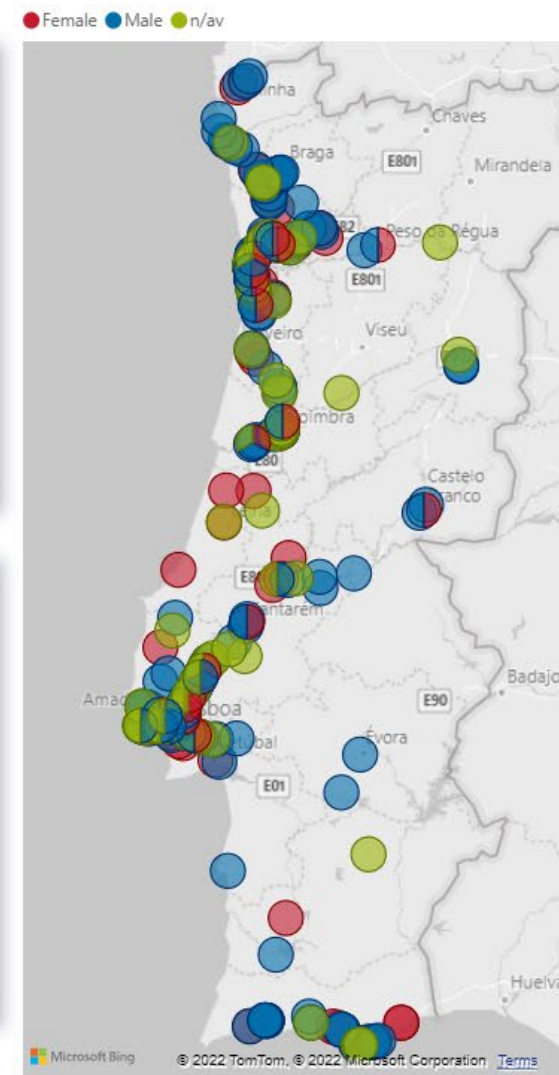 Female Male n/av
Chaves
Braga
E801
Mirandela
Peso da Régua
E801
Viseu
E80
Castelo
Santarém
E90
Badajo
Évora
E01
Huelva
Microsoft Bing
© 2022 TomTom, © 2022 Microsoft Corporation Terms